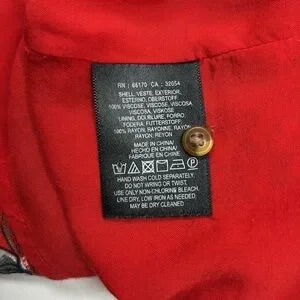 RN : 66170 CA : 32054
SHELL, VESTE, EXTERIOR,
ESTERNO, OBERSTOFF
100% VISCOSE, VISCOSE, VISCOSA
VISCOSA, VISKOSE
LINING, DOUBLURE, FORRO,
FODERA, FUTTERSTOFF:
100% RAYON, RAYONNE, RAYON,
RAYON, REYON
MADE IN CHINA/
HECHO EN CHINA/
FABRIQUE EN CHINE
HAND WASH COLD SEPARATELY.
DO NOT WRING OR TWIST.
USE ONLY NON-CHLORINE BLEACH.
LINE DRY, LOW IRON AS NEEDED,
MAY BE DRY CLEANED